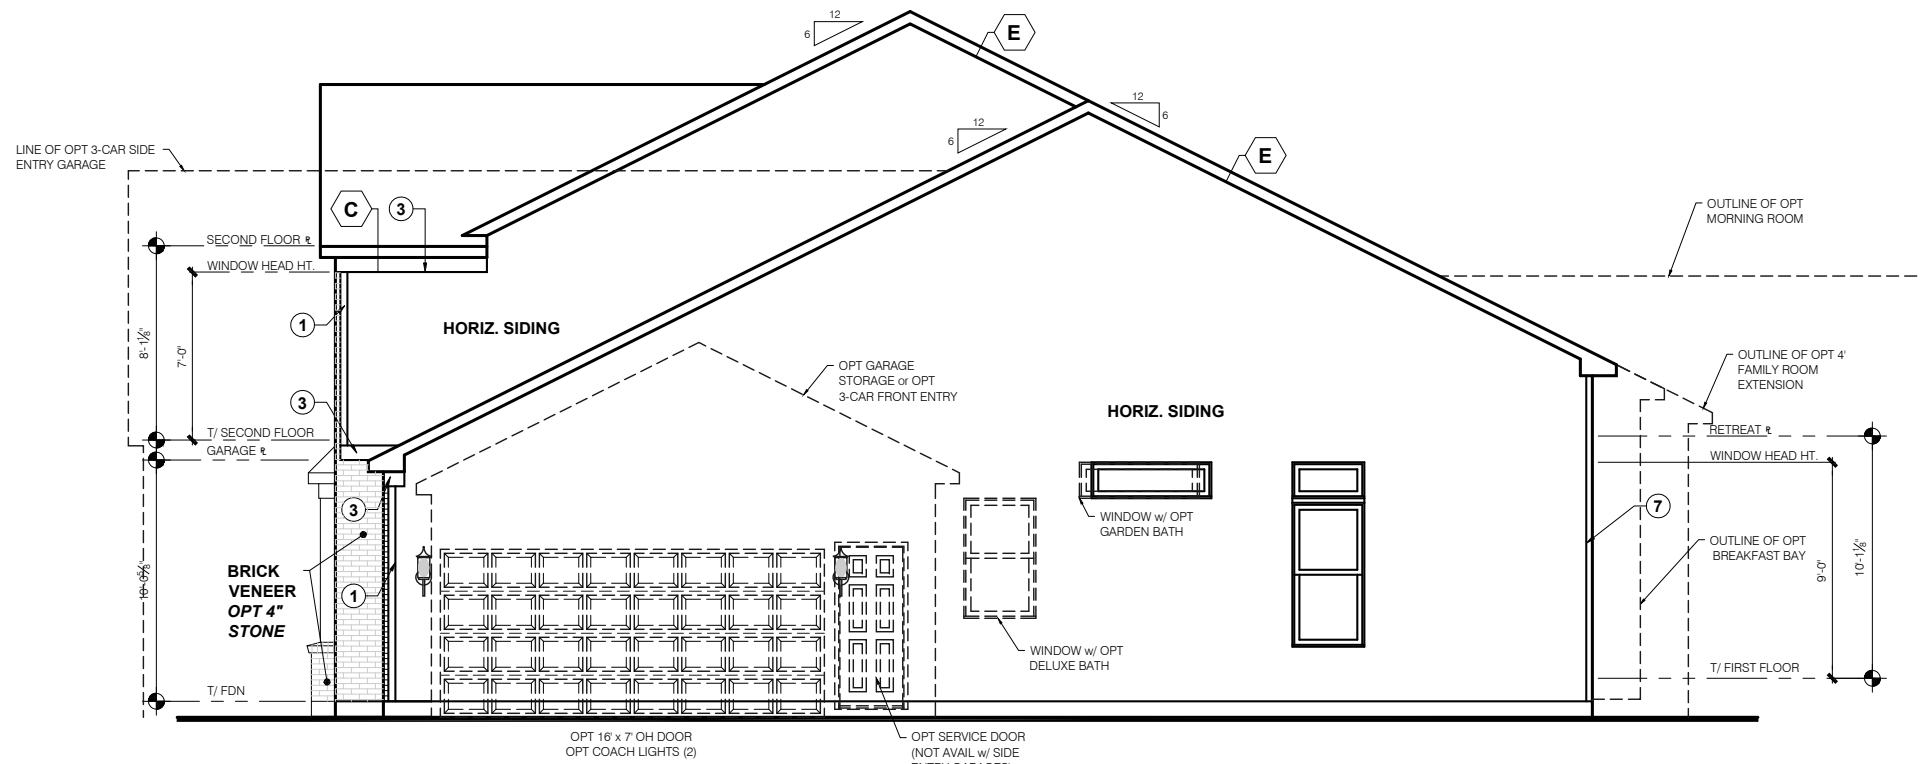 12
6
E
12
6
12
6
E
LINE OF OPT 3-CAR SIDE
ENTRY GARAGE
C
3
OUTLINE OF OPT
MORNING ROOM
SECOND FLOOR ℄
WINDOW HEAD HT.
1
HORIZ. SIDING
8'-1⅛"
7'-0"
OPT GARAGE
STORAGE or OPT
3-CAR FRONT ENTRY
OUTLINE OF OPT 4'
FAMILY ROOM
EXTENSION
3
HORIZ. SIDING
T/ SECOND FLOOR
GARAGE ℄
RETREAT ℄
WINDOW HEAD HT.
3
WINDOW w/ OPT
GARDEN BATH
7
OUTLINE OF OPT
BREAKFAST BAY
BRICK
VENEER
OPT 4"
STONE
1
9'-0"
10'-1⅛"
WINDOW w/ OPT
DELUXE BATH
T/ FIRST FLOOR
T/ FDN
OPT 16' x 7' OH DOOR
OPT COACH LIGHTS (2)
OPT SERVICE DOOR
(NOT AVAIL w/ SIDE